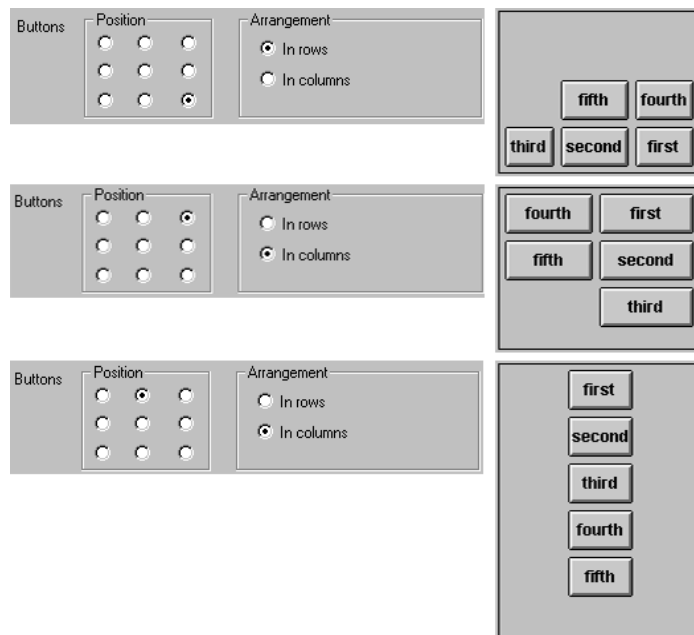 Buttons
Position
Arrangement
In rows
In columns
fifth fourth
third second first
Buttons
Position
Arrangement
In rows
In columns
fourth first
fifth second
third
Buttons
Position
Arrangement
In rows
In columns
first
second
third
fourth
fifth